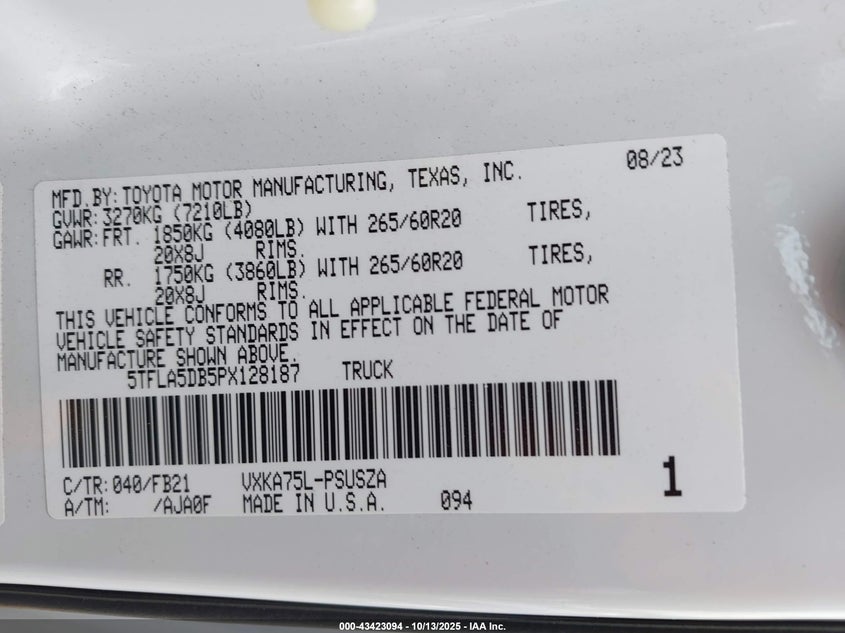 08/23
MFD.BY:TOYOTA MOTOR MANUFACTURING, TEXAS, INC.
GVWR:3270KG (7210LB)
GAWR:FRT. 1850KG (4080LB) WITH 265/60R20 TIRES,
20X8J RIMS.
RR. 1750KG (3860LB) WITH 265/60R20 TIRES,
20X8J RIMS.
THIS VEHICLE CONFORMS TO ALL APPLICABLE FEDERAL MOTOR
VEHICLE SAFETY STANDARDS IN EFFECT ON THE DATE OF
MANUFACTURE SHOWN ABOVE.
5TFLA5DB5PX128187 TRUCK
C/TR:040/FB21 VXKA75L-PSUSZA
A/TM: /AJA0F MADE IN U.S.A. 094
1
000-43423094 - 10/13/2025 - IAA Inc.